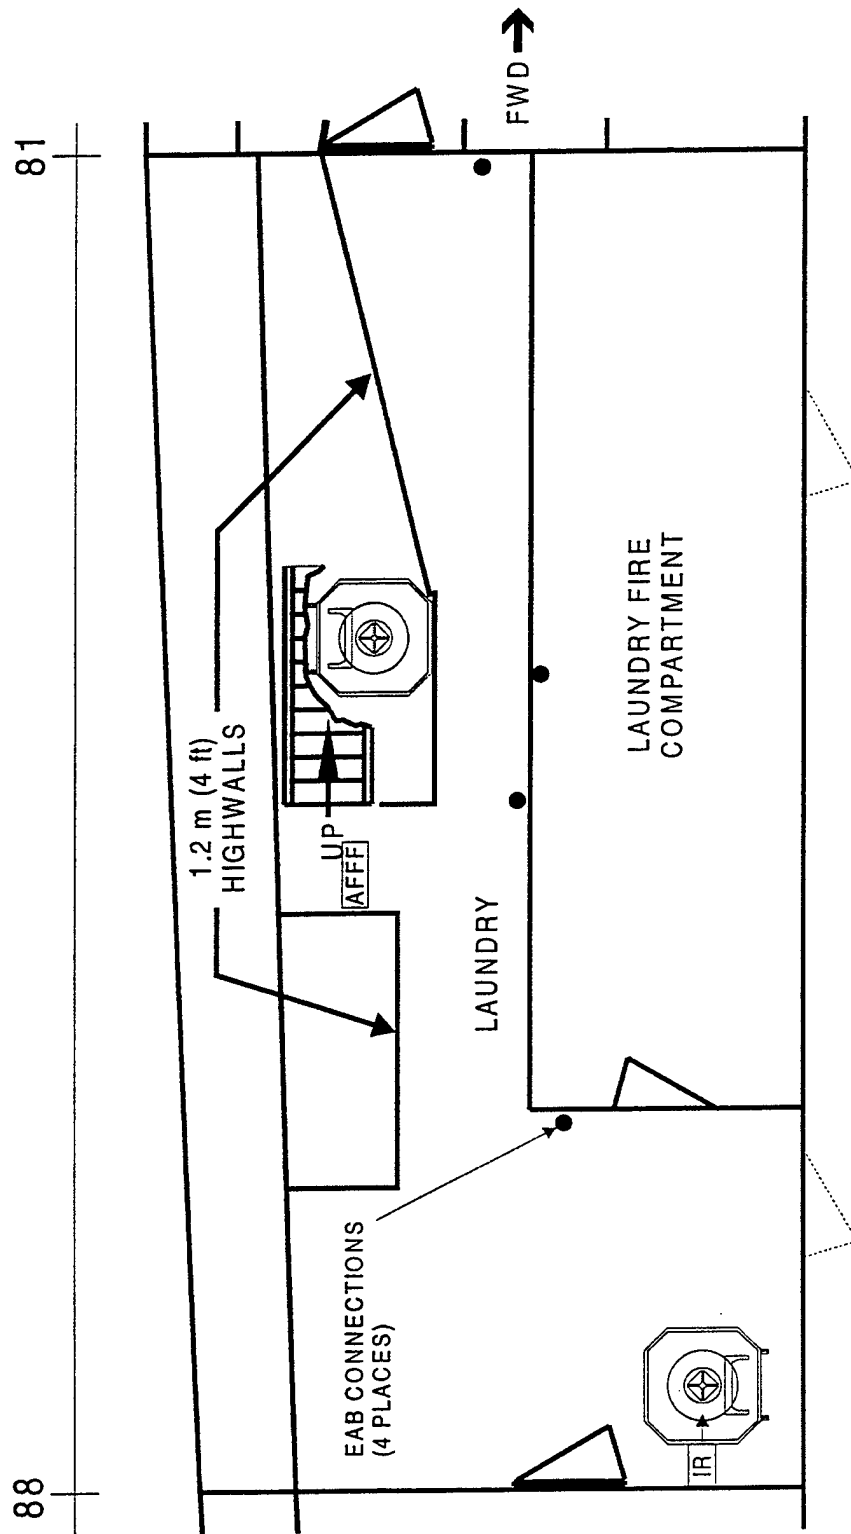 88
81
FWD
1.2 m (4 ft)
HIGHWALLS
UP
AFFF
LAUNDRY
LAUNDRY FIRE
COMPARTMENT
EAB CONNECTIONS
(4 PLACES)
IR